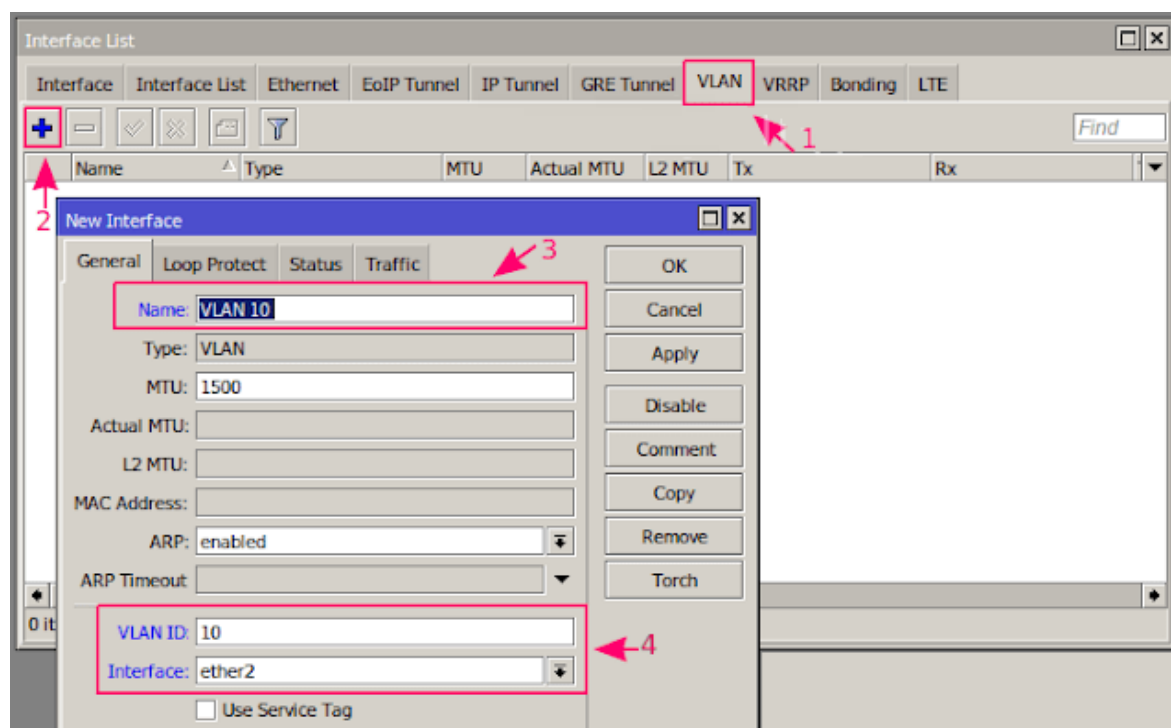 Interface List
Interface Interface List Ethernet EoIP Tunnel IP Tunnel GRE Tunnel VLAN VRRP Bonding LTE
1
Find
Name Type MTU Actual MTU L2 MTU Tx Rx
2
New Interface
General Loop Protect Status Traffic
3
OK
Name: VLAN 10
Cancel
Type: VLAN
Apply
MTU: 1500
Disable
Actual MTU:
Comment
L2 MTU:
Copy
MAC Address:
Remove
ARP: enabled
Torch
ARP Timeout
0 it
VLAN ID: 10
4
Interface: ether2
Use Service Tag